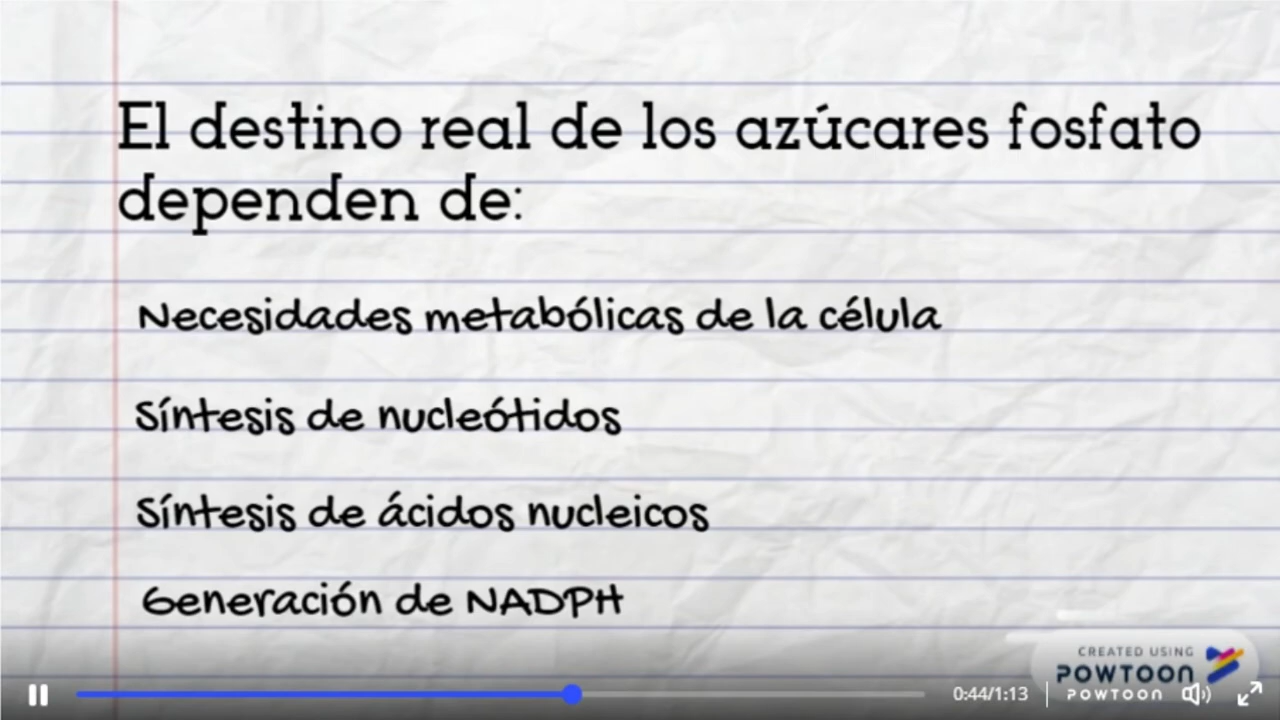 El destino real de los azúcares fosfato
dependen de:
Necesidades metabólicas de la célula
Síntesis de nucleótidos
Síntesis de ácidos nucleicos
Generación de NADPH
CREATED USING
POWTOON
0:44/1:13
POWTOON